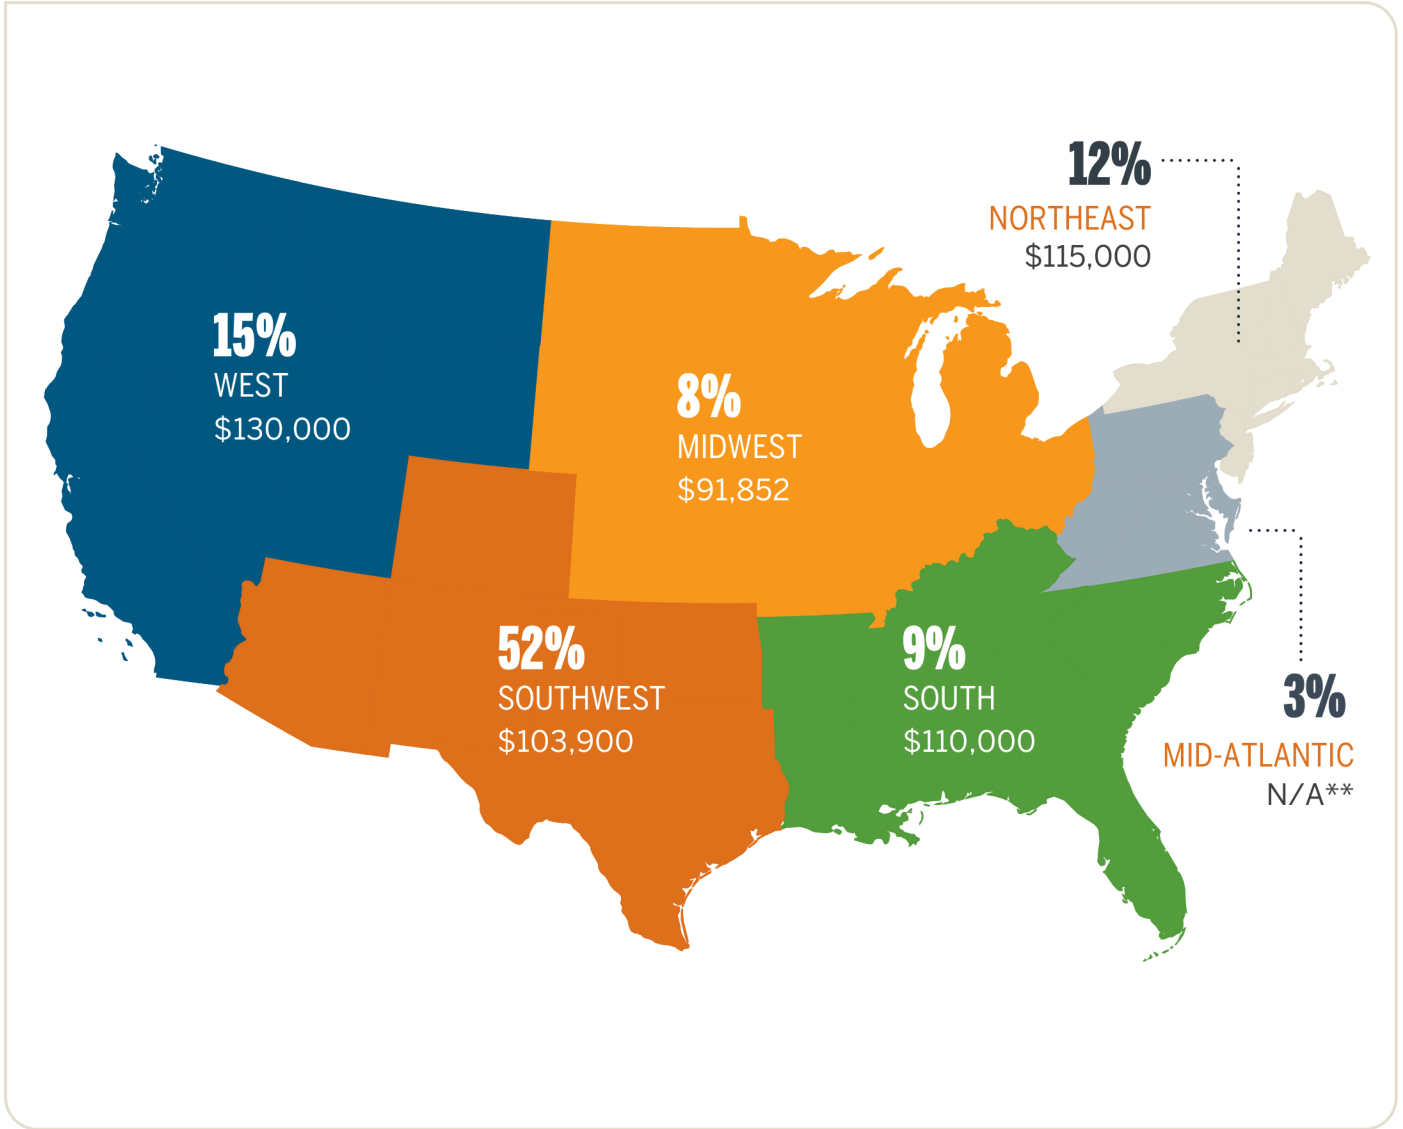 12%
NORTHEAST
$115,000
15%
WEST
$130,000
8%
MIDWEST
$91,852
52%
SOUTHWEST
$103,900
9%
SOUTH
$110,000
3%
MID-ATLANTIC
N/A**